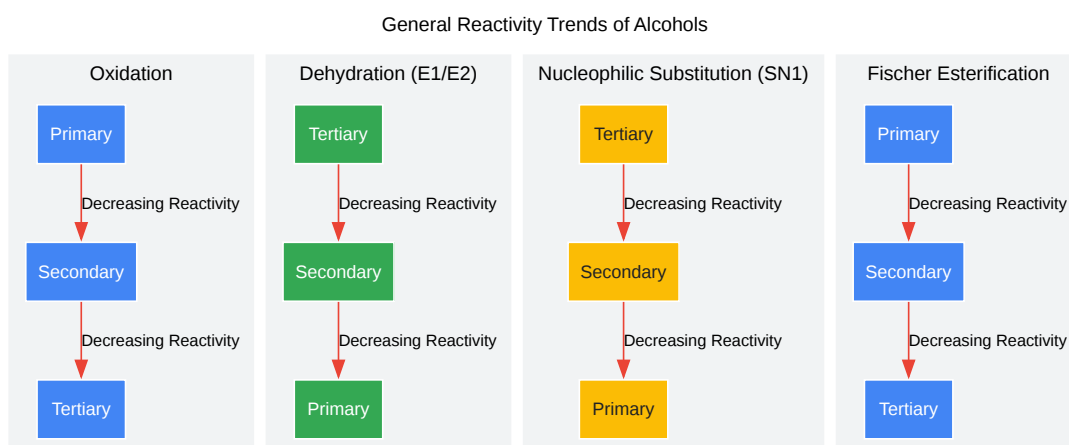 General Reactivity Trends of Alcohols
Oxidation
Primary
Decreasing Reactivity
Secondary
Decreasing Reactivity
Tertiary
Dehydration (E1/E2)
Tertiary
Decreasing Reactivity
Secondary
Decreasing Reactivity
Primary
Nucleophilic Substitution (SN1)
Tertiary
Decreasing Reactivity
Secondary
Decreasing Reactivity
Primary
Fischer Esterification
Primary
Decreasing Reactivity
Secondary
Decreasing Reactivity
Tertiary